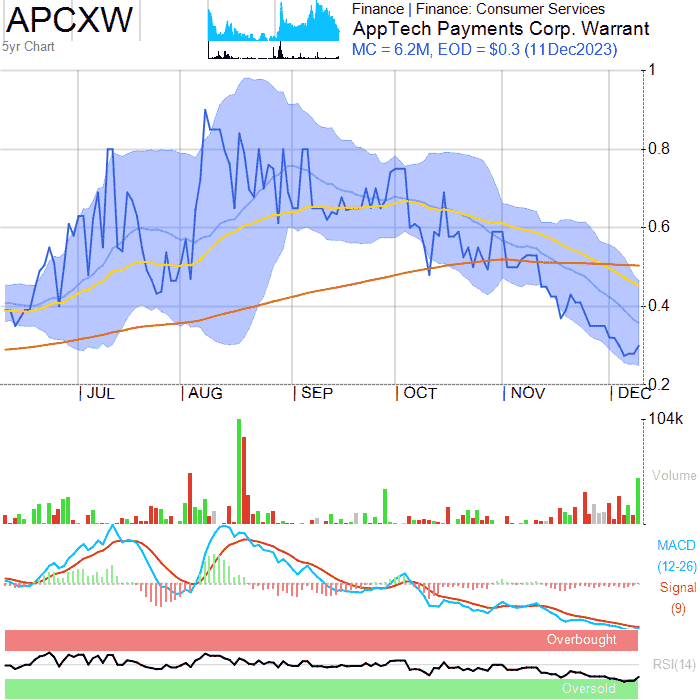 APCXW
5yr Chart
Finance | Finance: Consumer Services
AppTech Payments Corp. Warrant
MC = 6.2M, EOD = $0.3 (11Dec2023)
1
0.8
0.6
0.4
0.2
JUL AUG SEP OCT NOV DEC
104k
Volume
MACD
(12-26)
Signal
(9)
Overbought
RSI(14)
Oversold